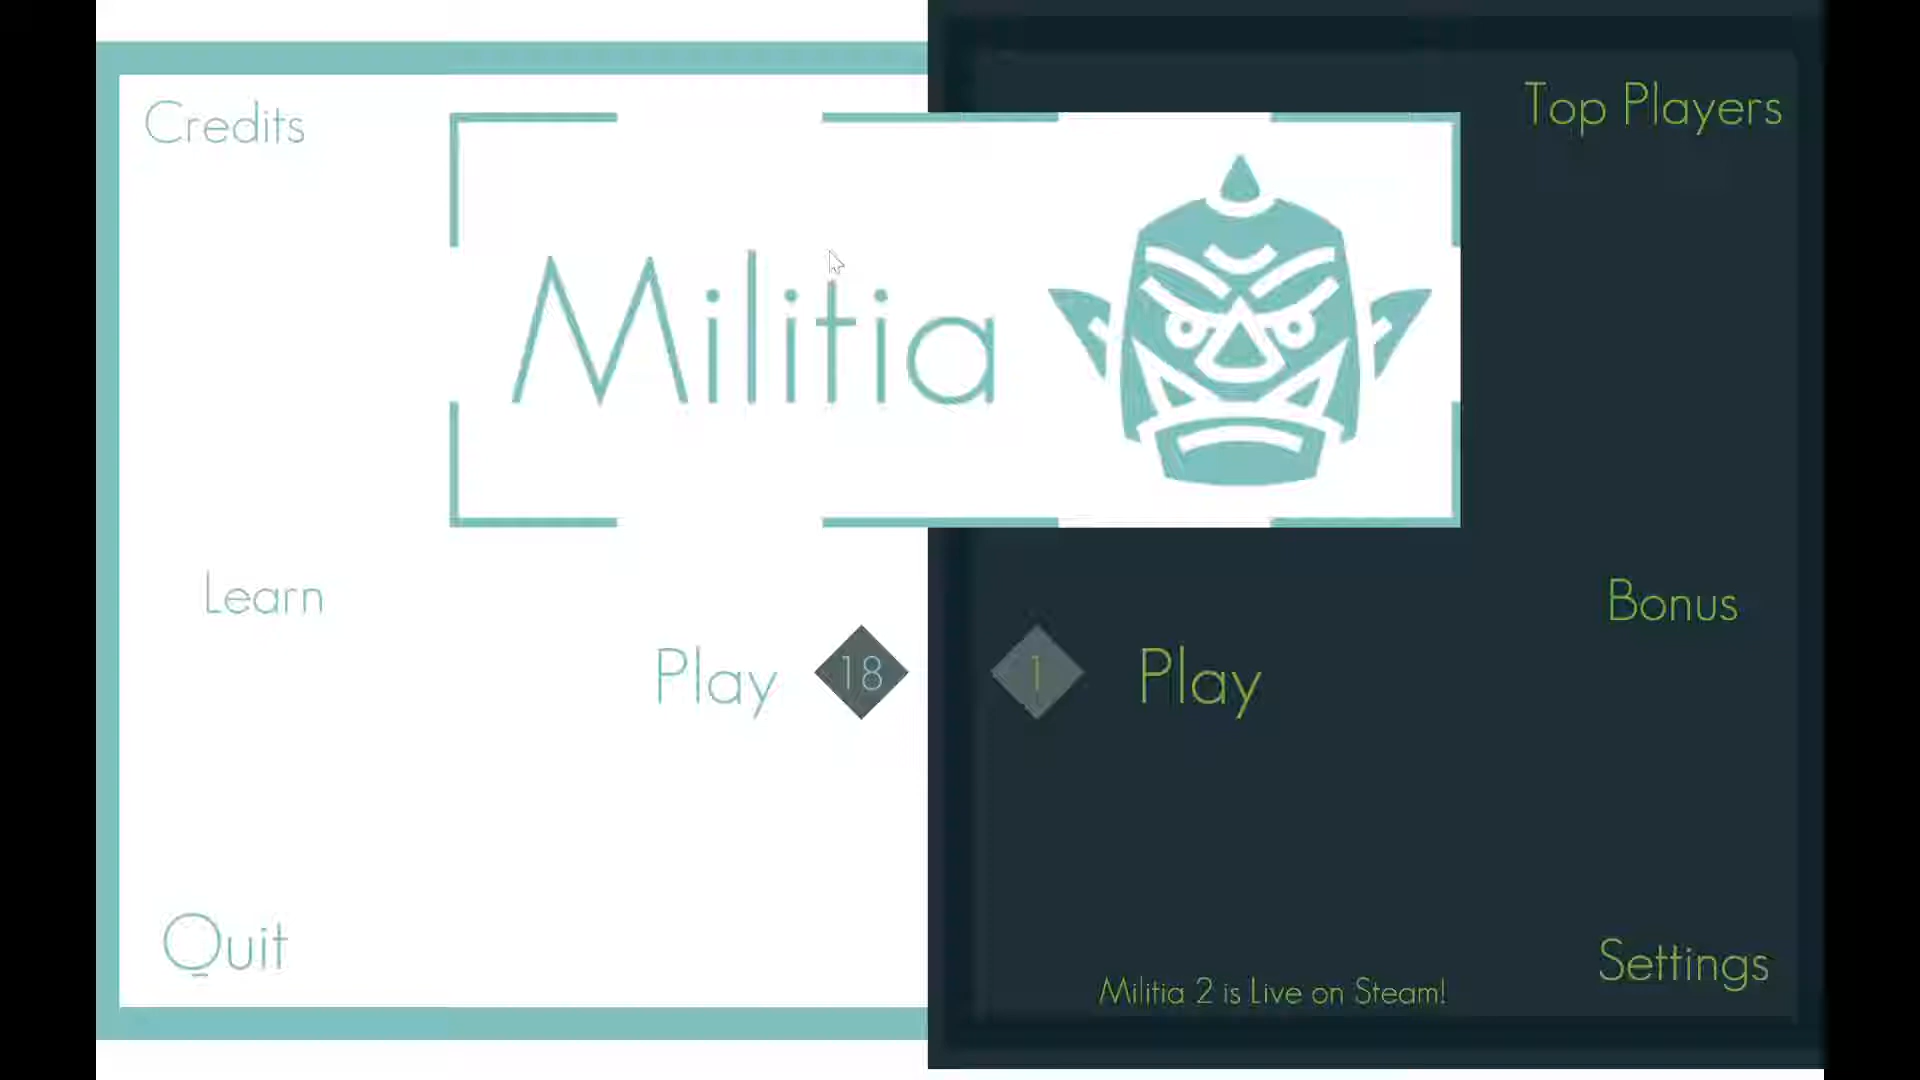 Credits
Top Players
Militia
Learn
Bonus
Play 18
1 Play
Quit
Settings
Militia 2 is Live on Steam!